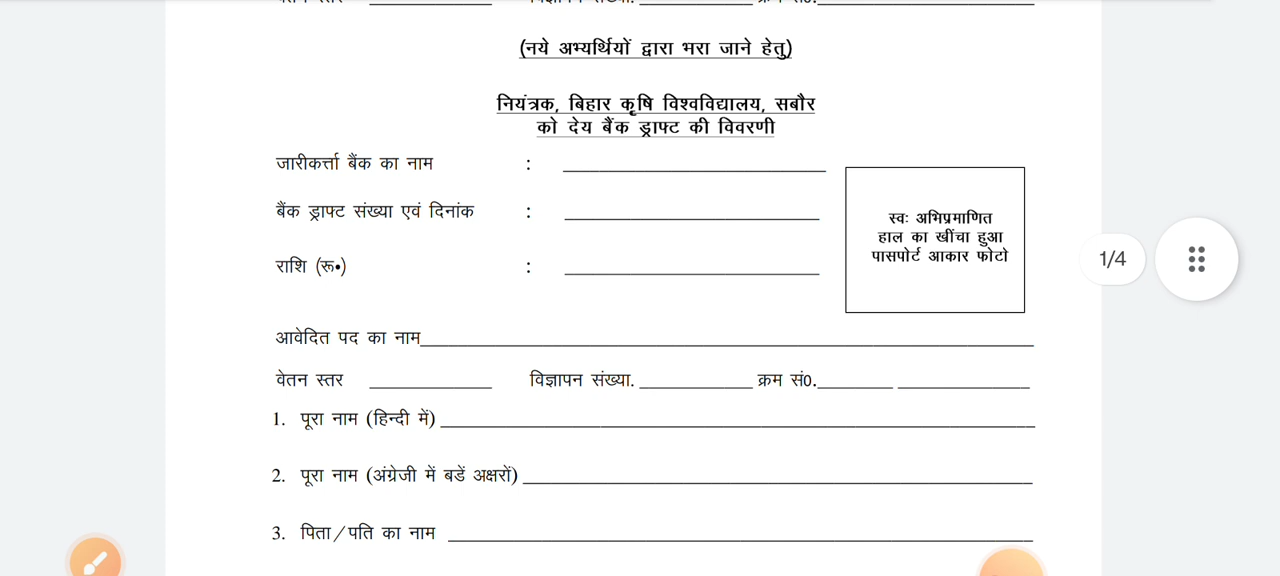 (नये अभ्यर्थियों द्वारा भरा जाने हेतु)
नियंत्रक, बिहार कृषि विश्वविद्यालय, सबौर
को देय बैंक ड्राफ्ट की विवरणी
जारीकर्त्ता बैंक का नाम :
बैंक ड्राफ्ट संख्या एवं दिनांक :
राशि (रू•) :
स्वः अभिप्रमाणित
हाल का खींचा हुआ
पासपोर्ट आकार फोटो
1/4
आवेदित पद का नाम
वेतन स्तर विज्ञापन संख्या. क्रम सं0.
1. पूरा नाम (हिन्दी में)
2. पूरा नाम (अंग्रेजी में बडें अक्षरों)
3. पिता/पति का नाम